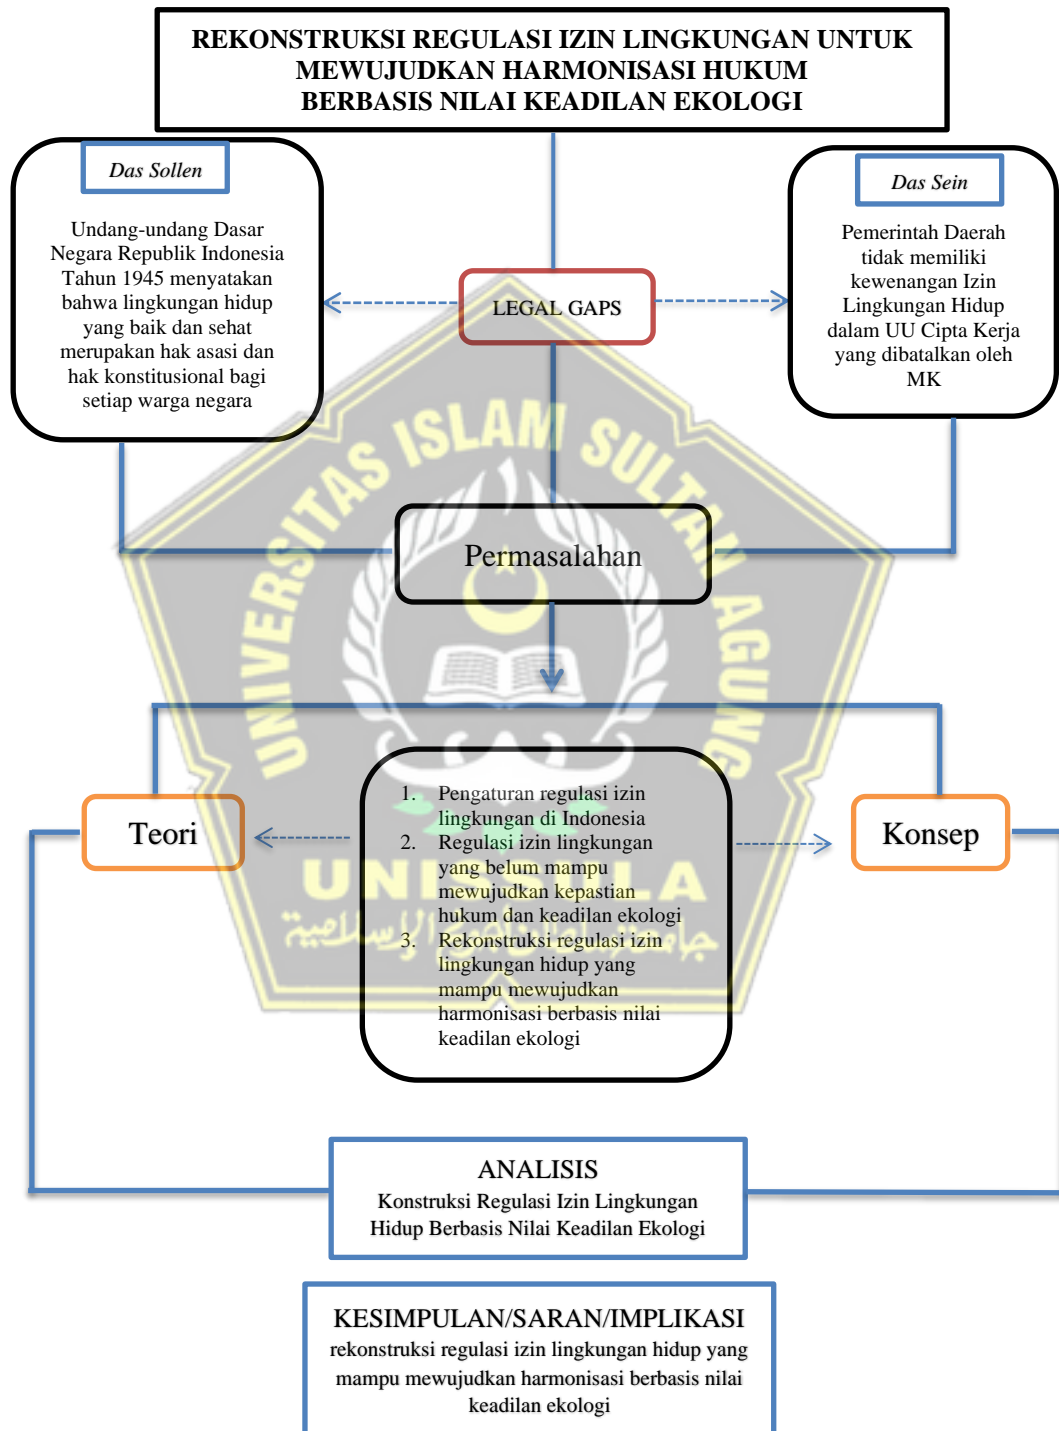 REKONSTRUKSI REGULASI IZIN LINGKUNGAN UNTUK
MEWUJUDKAN HARMONISASI HUKUM
BERBASIS NILAI KEADILAN EKOLOGI
Das Sollen
Undang-undang Dasar
Negara Republik Indonesia
Tahun 1945 menyatakan
bahwa lingkungan hidup
yang baik dan sehat
merupakan hak asasi dan
hak konstitusional bagi
setiap warga negara
LEGAL GAPS
Das Sein
Pemerintah Daerah
tidak memiliki
kewenangan Izin
Lingkungan Hidup
dalam UU Cipta Kerja
yang dibatalkan oleh
MK
UNIVERSITAS ISLAM SULTAN AGUNG
Permasalahan
Teori
1. Pengaturan regulasi izin
lingkungan di Indonesia
2. Regulasi izin lingkungan
yang belum mampu
mewujudkan kepastian
hukum dan keadilan ekologi
3. Rekonstruksi regulasi izin
lingkungan hidup yang
mampu mewujudkan
harmonisasi berbasis nilai
keadilan ekologi
Konsep
UNISSULA
جامعة سلطان أجونج الإسلامية
ANALISIS
Konstruksi Regulasi Izin Lingkungan
Hidup Berbasis Nilai Keadilan Ekologi
KESIMPULAN/SARAN/IMPLIKASI
rekonstruksi regulasi izin lingkungan hidup yang
mampu mewujudkan harmonisasi berbasis nilai
keadilan ekologi